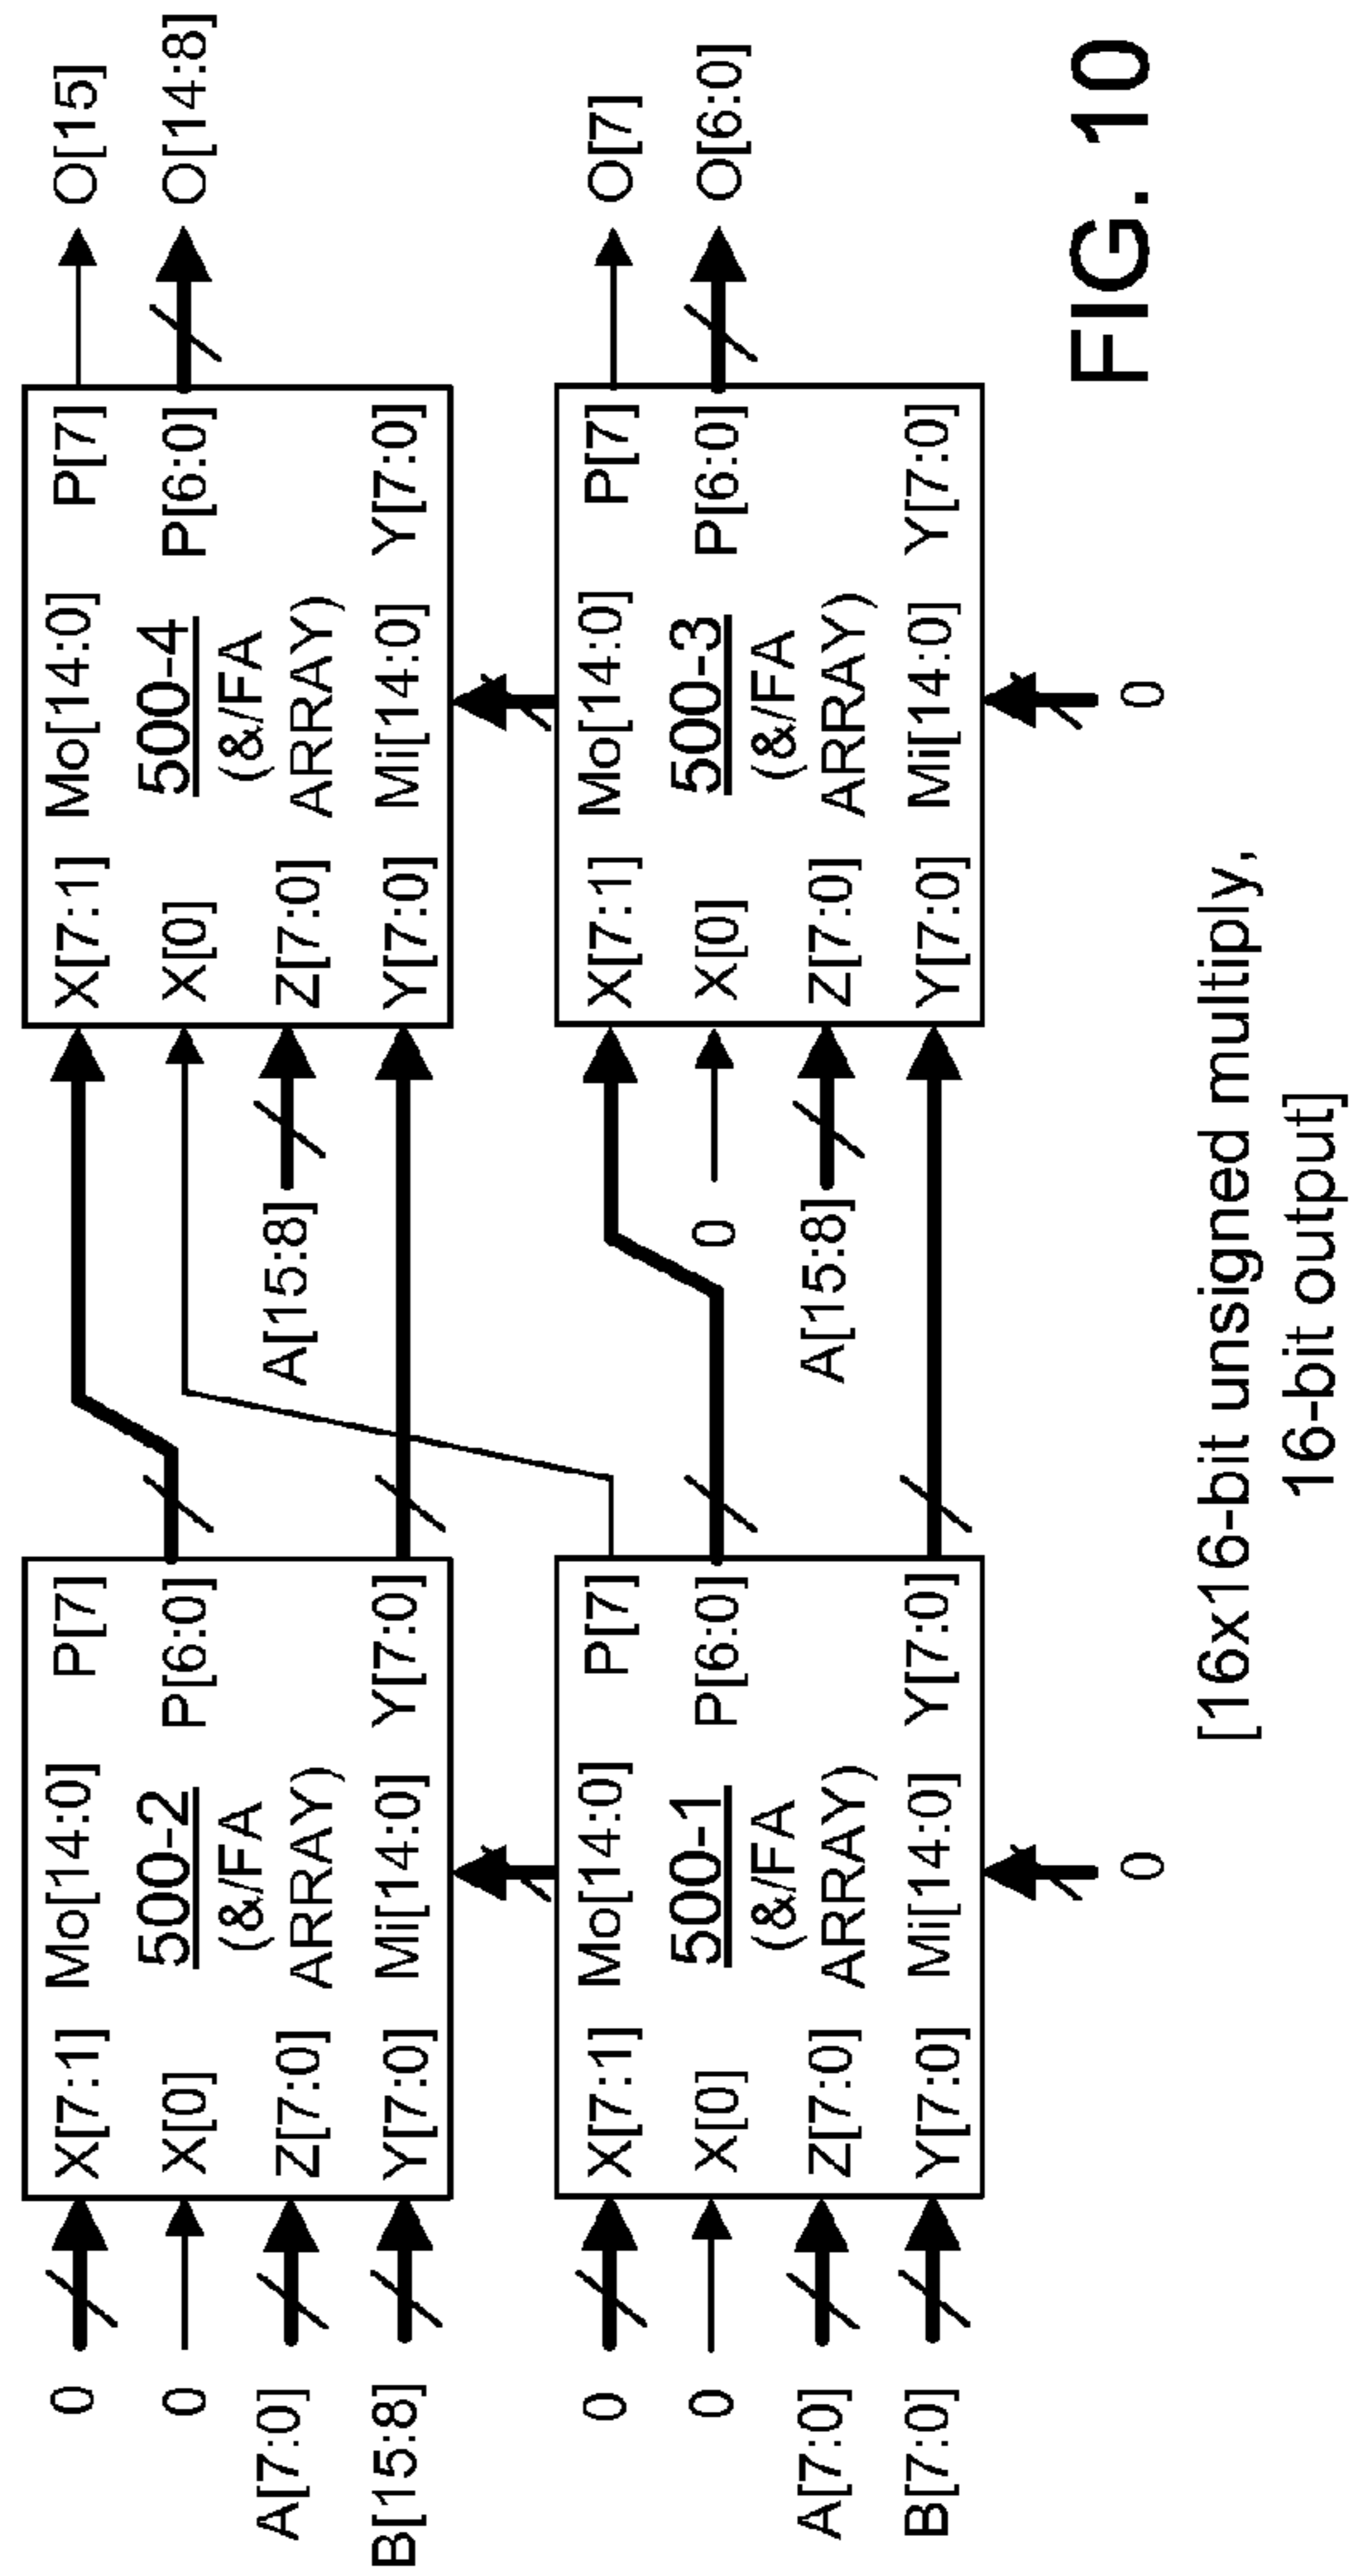 0
0
A[7:0]
B[15:8]
X[7:1] Mo[14:0] P[7]
X[0] 500-2 P[6:0]
(&/FA
Z[7:0] ARRAY)
Y[7:0] Mi[14:0] Y[7:0]
A[15:8]
X[7:1] Mo[14:0] P[7]
X[0] 500-4 P[6:0]
(&/FA
Z[7:0] ARRAY)
Y[7:0] Mi[14:0] Y[7:0]
O[15]
O[14:8]
0
0
A[7:0]
B[7:0]
X[7:1] Mo[14:0] P[7]
X[0] 500-1 P[6:0]
(&/FA
Z[7:0] ARRAY)
Y[7:0] Mi[14:0] Y[7:0]
0
0
A[15:8]
X[7:1] Mo[14:0] P[7]
X[0] 500-3 P[6:0]
(&/FA
Z[7:0] ARRAY)
Y[7:0] Mi[14:0] Y[7:0]
0
O[7]
O[6:0]
[16x16-bit unsigned multiply,
16-bit output]
FIG. 10